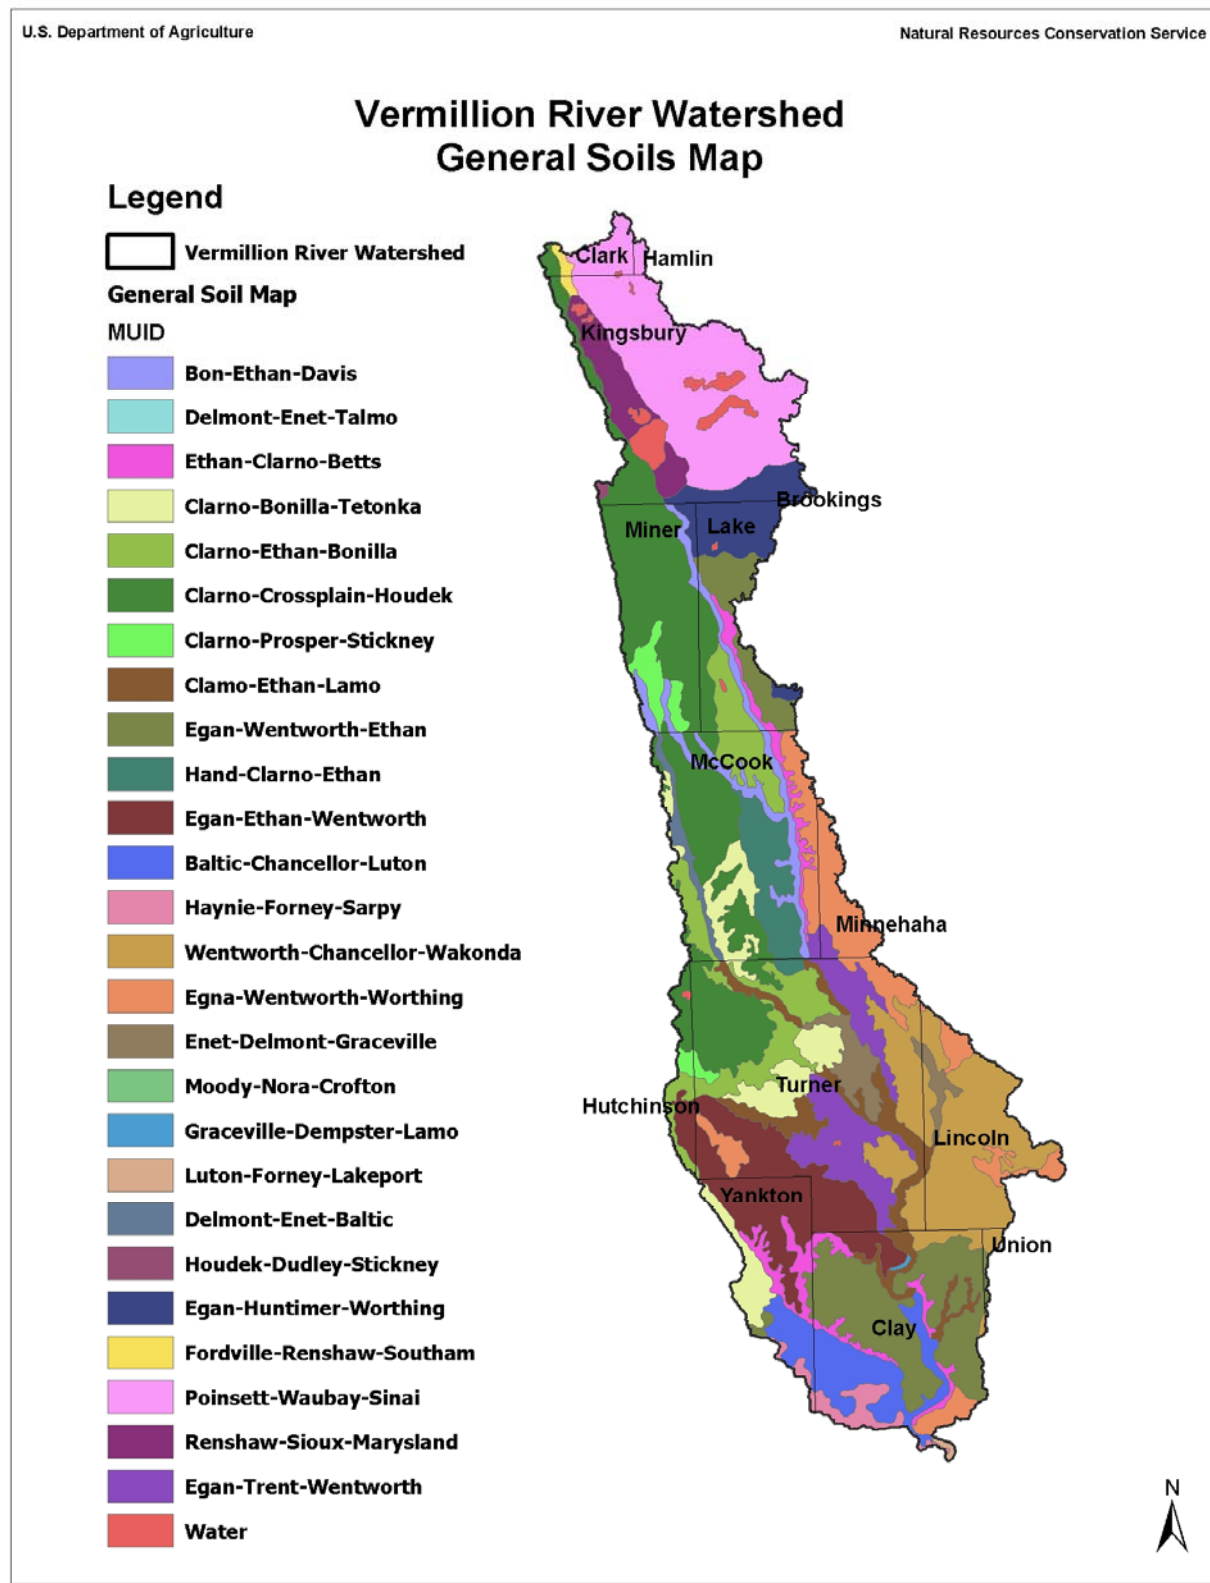 U.S. Department of Agriculture
Natural Resources Conservation Service
Vermillion River Watershed
General Soils Map
Legend
Vermillion River Watershed
General Soil Map
MUID
Bon-Ethan-Davis
Delmont-Enet-Talmo
Ethan-Clarno-Betts
Clarno-Bonilla-Tetonka
Clarno-Ethan-Bonilla
Clarno-Crossplain-Houdek
Clarno-Prosper-Stickney
Clamo-Ethan-Lamo
Egan-Wentworth-Ethan
Hand-Clarno-Ethan
Egan-Ethan-Wentworth
Baltic-Chancellor-Luton
Haynie-Forney-Sarpy
Wentworth-Chancellor-Wakonda
Egna-Wentworth-Worthing
Enet-Delmont-Graceville
Moody-Nora-Crofton
Graceville-Dempster-Lamo
Luton-Forney-Lakeport
Delmont-Enet-Baltic
Houdek-Dudley-Stickney
Egan-Huntimer-Worthing
Fordville-Renshaw-Southam
Poinsett-Waubay-Sinai
Renshaw-Sioux-Marysland
Egan-Trent-Wentworth
Water
Clark
Hamlin
Kingsbury
Brookings
Miner
Lake
McCook
Minnehaha
Turner
Hutchinson
Lincoln
Yankton
Union
Clay
N